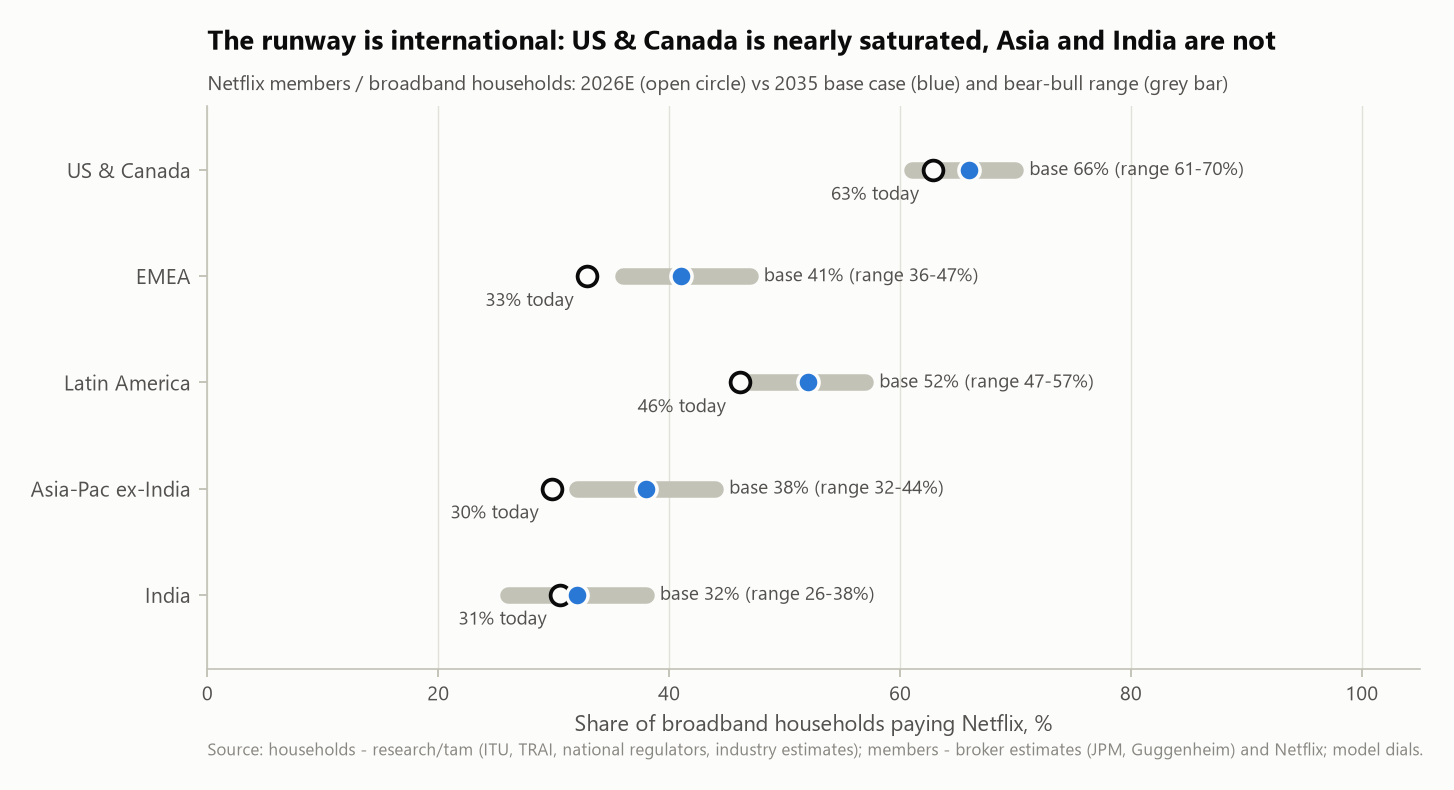 The runway is international: US & Canada is nearly saturated, Asia and India are not
Netflix members / broadband households: 2026E (open circle) vs 2035 base case (blue) and bear-bull range (grey bar)
US & Canada
base 66% (range 61-70%)
63% today
EMEA
base 41% (range 36-47%)
33% today
Latin America
base 52% (range 47-57%)
46% today
Asia-Pac ex-India
base 38% (range 32-44%)
30% today
India
base 32% (range 26-38%)
31% today
0 20 40 60 80 100
Share of broadband households paying Netflix, %
Source: households - research/tam (ITU, TRAI, national regulators, industry estimates); members - broker estimates (JPM, Guggenheim) and Netflix; model dials.